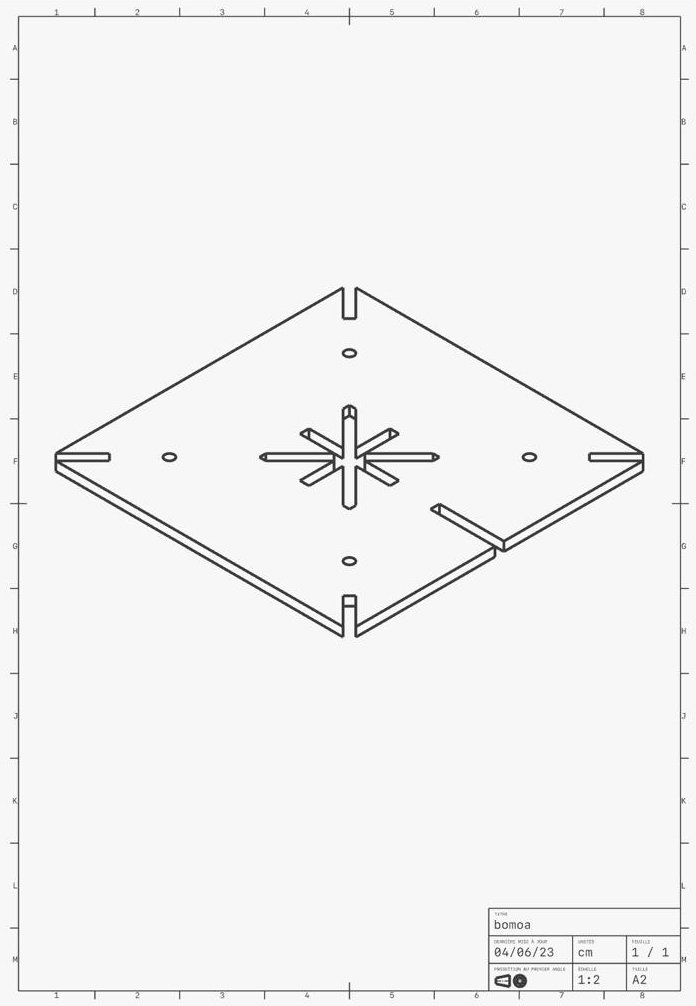 1 2 3 4 5 6 7 8
A A
B B
C C
D D
E E
F F
G G
H H
J J
K K
L L
TITRE
bomoa
DERNIÈRE MISE À JOUR UNITÉS FEUILLE
04/06/23 cm 1 / 1
M M
PROJECTION AU PREMIER ANGLE ÉCHELLE TAILLE
1:2 A2
1 2 3 4 5 6 7 8